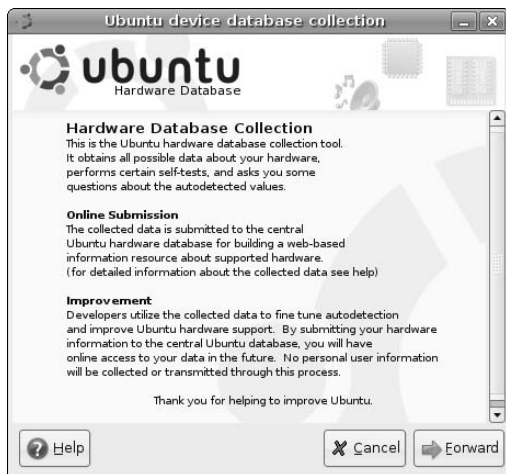 Ubuntu device database collection
ubuntu
Hardware Database
Hardware Database Collection
This is the Ubuntu hardware database collection tool.
It obtains all possible data about your hardware,
performs certain self-tests, and asks you some
questions about the autodetected values.
Online Submission
The collected data is submitted to the central
Ubuntu hardware database for building a web-based
information resource about supported hardware.
(for detailed information about the collected data see help)
Improvement
Developers utilize the collected data to fine tune autodetection
and improve Ubuntu hardware support. By submitting your hardware
information to the central Ubuntu database, you will have
online access to your data in the future. No personal user information
will be collected or transmitted through this process.
Thank you for helping to improve Ubuntu.
Help
Cancel
Forward